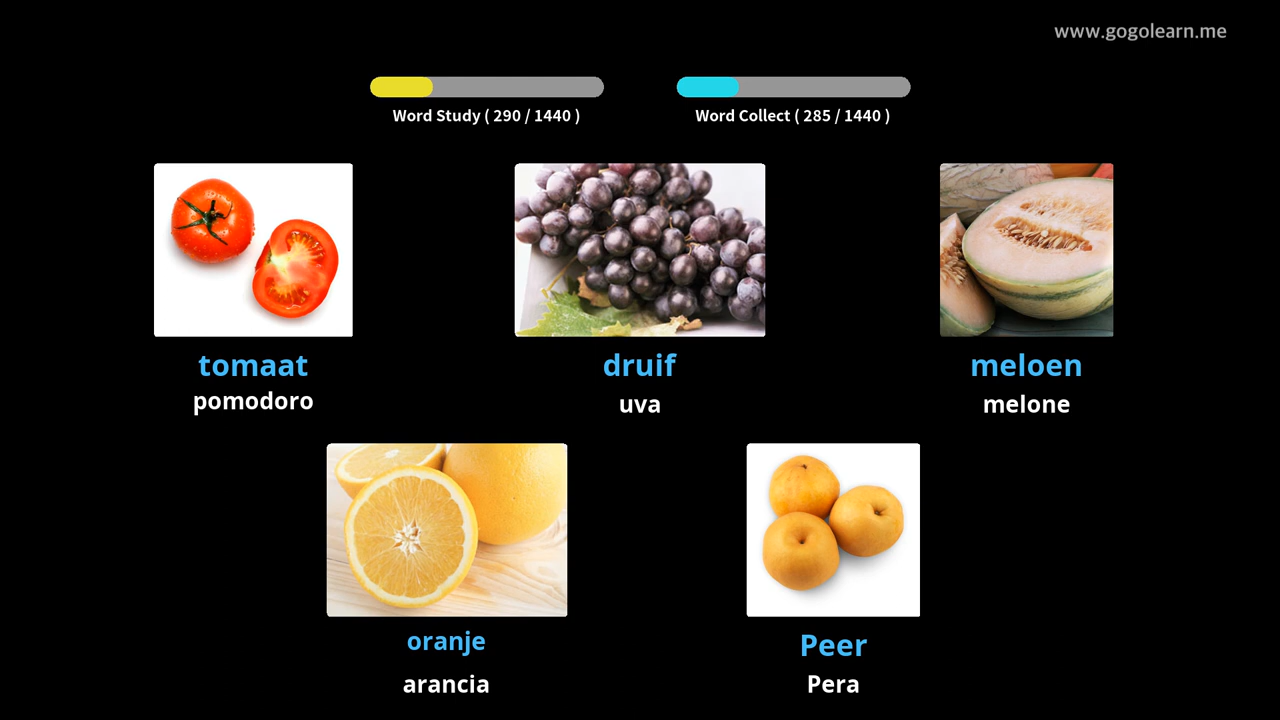 www.gogolearn.me
Word Study ( 290 / 1440 )
Word Collect ( 285 / 1440 )
tomaat
pomodoro
druif
uva
meloen
melone
oranje
arancia
Peer
Pera